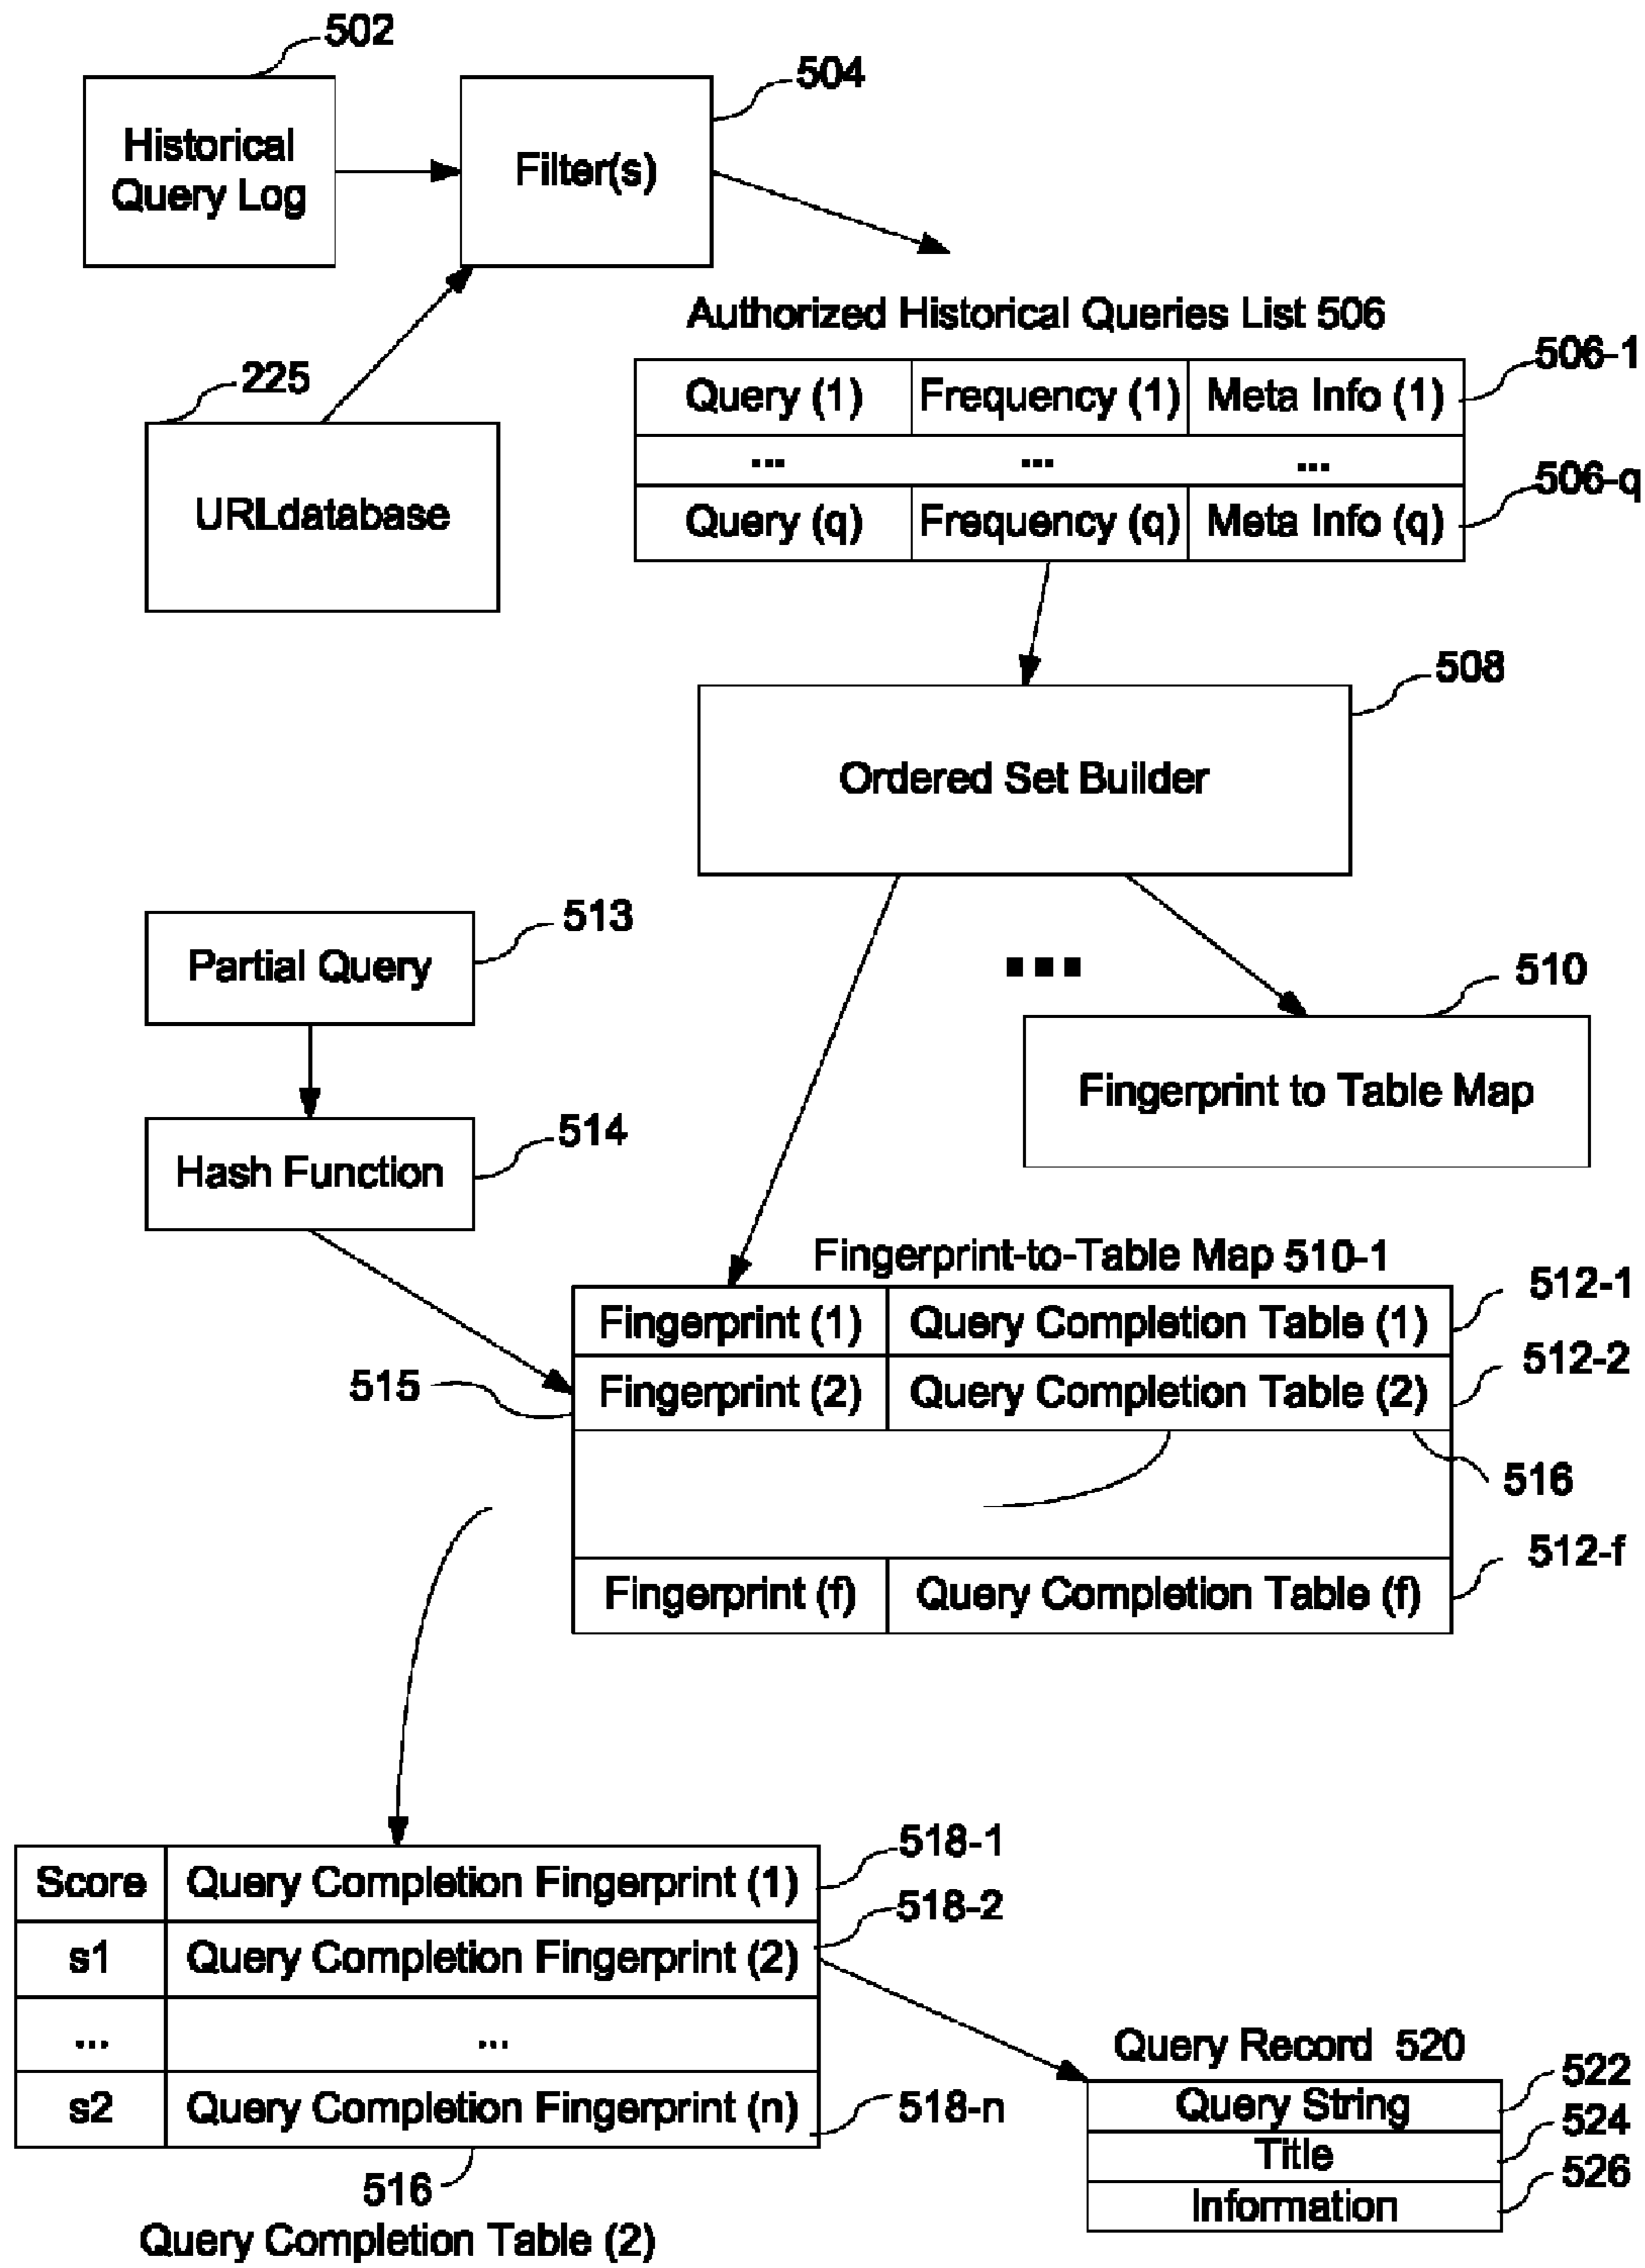 502
504
Historical
Query Log
Filter(s)
Authorized Historical Queries List 506
506-1
225
Query (1) Frequency (1) Meta Info (1)
... ... ...
506-q
URLdatabase
Query (q) Frequency (q) Meta Info (q)
508
Ordered Set Builder
513
Partial Query
...
510
Fingerprint to Table Map
514
Hash Function
Fingerprint-to-Table Map 510-1
512-1
Fingerprint (1) Query Completion Table (1)
512-2
515
Fingerprint (2) Query Completion Table (2)
516
512-f
Fingerprint (f) Query Completion Table (f)
518-1
Score Query Completion Fingerprint (1)
518-2
s1 Query Completion Fingerprint (2)
... ...
Query Record 520
522
s2 Query Completion Fingerprint (n)
518-n
Query String
524
Title
526
516
Information
Query Completion Table (2)